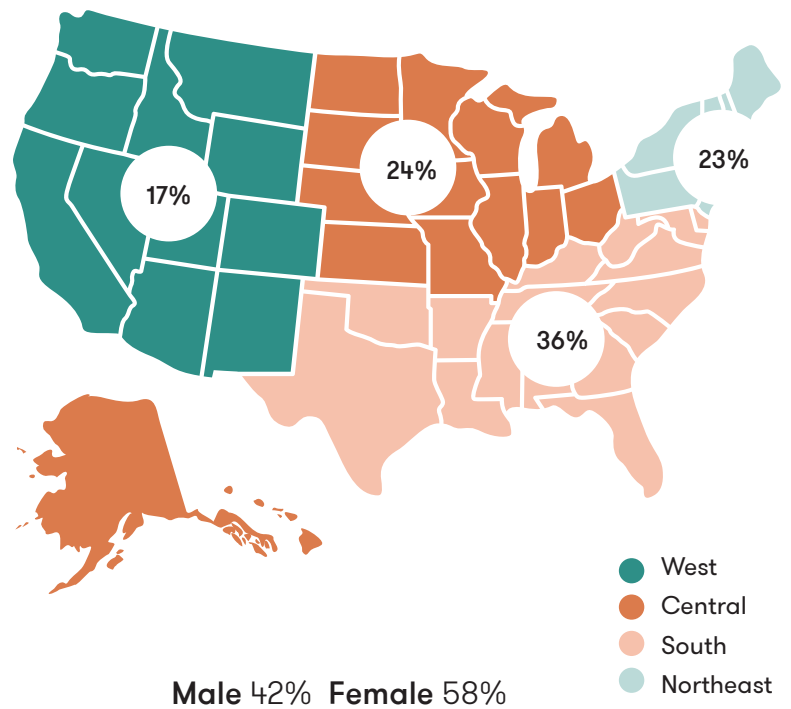 23%
24%
17%
36%
West
Central
South
Northeast
Male 42% Female 58%